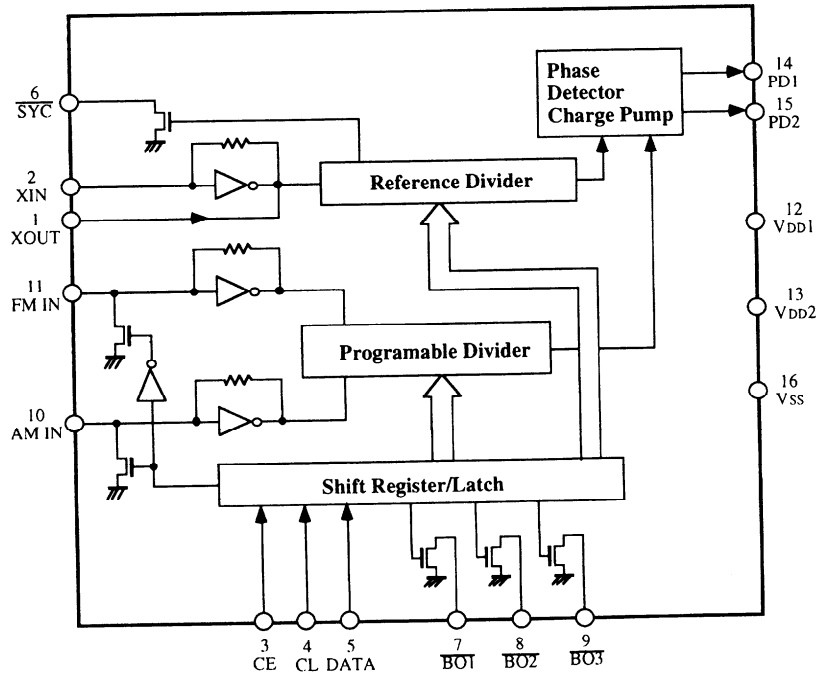 6
SYC
2
XIN
1
XOUT
11
FM IN
10
AM IN
Phase
Detector
Charge Pump
Reference Divider
Programable Divider
Shift Register/Latch
14
PD1
15
PD2
12
VDD1
13
VDD2
16
VSS
3
CE
4
CL
5
DATA
7
BO1
8
BO2
9
BO3